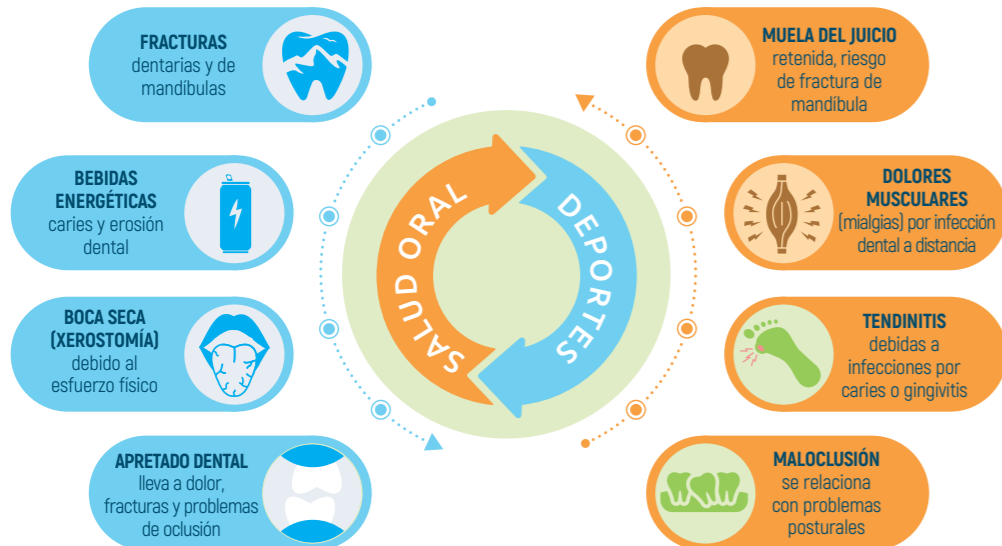 FRACTURAS
dentarias y de
mandíbulas
BEBIDAS
ENERGÉTICAS
caries y erosión
dental
BOCA SECA
(XEROSTOMÍA)
debido al
esfuerzo físico
APRETADO DENTAL
lleva a dolor,
fracturas y problemas
de oclusión
SALUD ORAL
DEPORTES
MUELA DEL JUICIO
retenida, riesgo
de fractura de
mandíbula
DOLORES
MUSCULARES
(mialgias) por infección
dental a distancia
TENDINITIS
debidas a
infecciones por
caries o gingivitis
MALOCLUSIÓN
se relaciona
con problemas
posturales